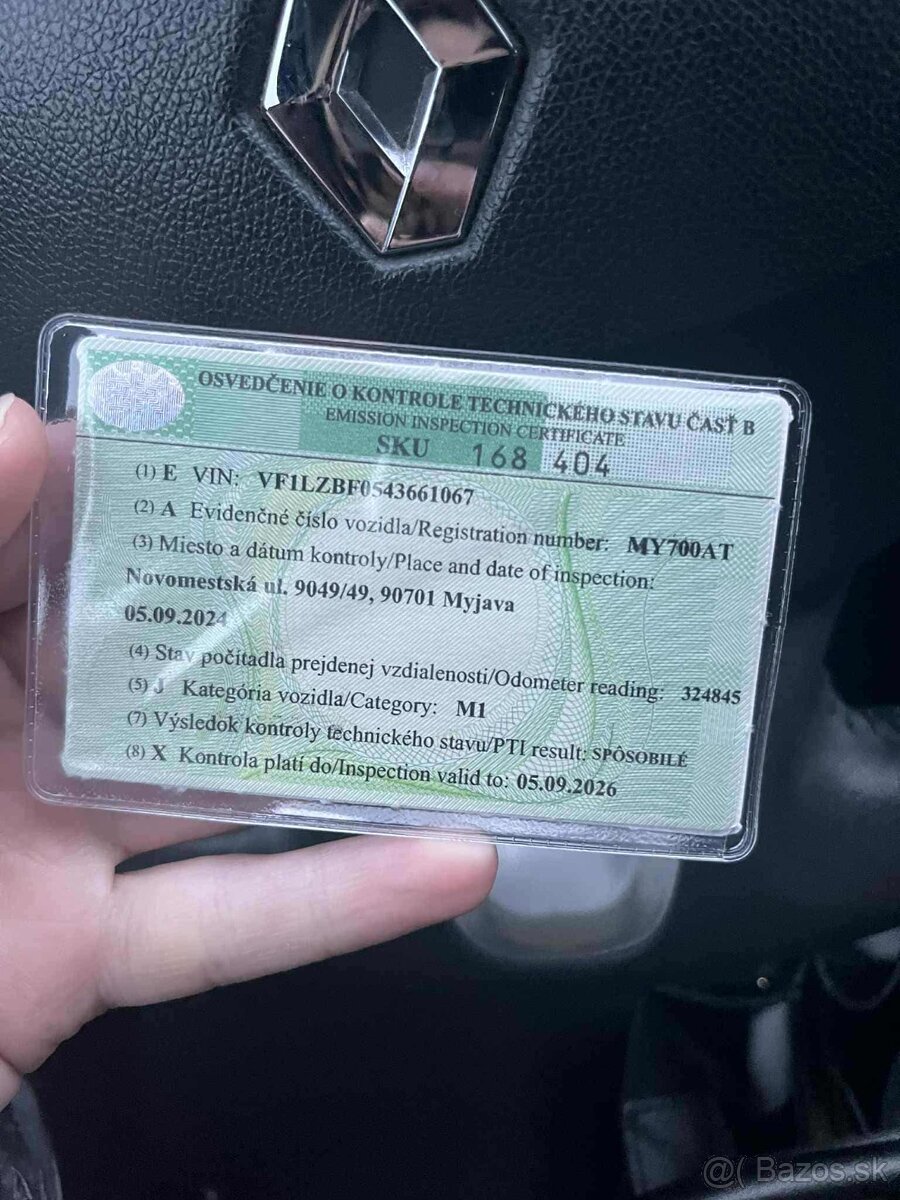 OSVEDČENIE O KONTROLE TECHNICKÉHO STAVU ČASŤ B
EMISSION INSPECTION CERTIFICATE
SKU 168 404
(1) E VIN: VF1LZBF0543661067
(2) A Evidenčné číslo vozidla/Registration number: MY700AT
(3) Miesto a dátum kontroly/Place and date of inspection:
Novomestská ul. 9049/49, 90701 Myjava
05.09.2024
(4) Stav počítadla prejdenej vzdialenosti/Odometer reading: 324845
(5) J Kategória vozidla/Category: M1
(7) Výsledok kontroly technického stavu/PTI result: SPÔSOBILÉ
(8) X Kontrola platí do/Inspection valid to: 05.09.2026
@( Bazos.sk